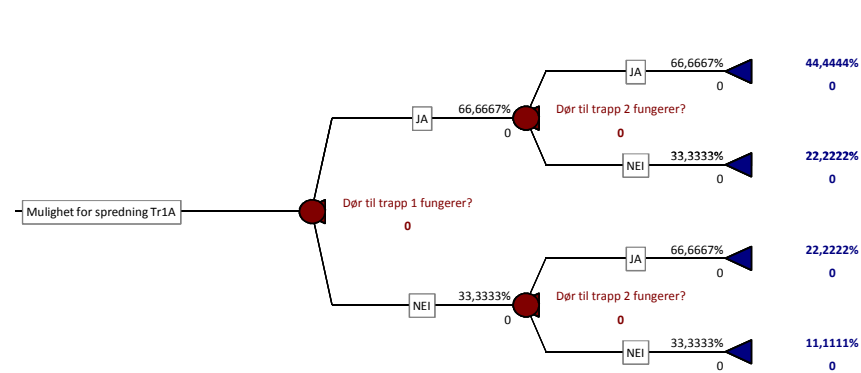 JA
66,6667%
0
44,4444%
0
JA
66,6667%
0
Dør til trapp 2 fungerer?
0
NEI
33,3333%
0
22,2222%
0
Mulighet for spredning Tr1A
Dør til trapp 1 fungerer?
0
JA
66,6667%
0
22,2222%
0
NEI
33,3333%
0
Dør til trapp 2 fungerer?
0
NEI
33,3333%
0
11,1111%
0